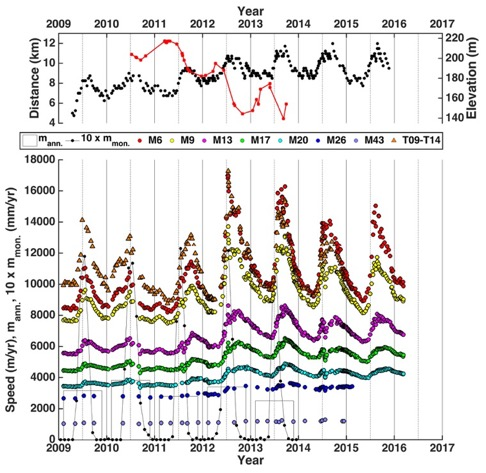 Year
2009 2010 2011 2012 2013 2014 2015 2016 2017
Distance (km)
12
10
8
6
4
220
200
180
160
140
Elevation (m)
m ann. 10 x m mon. M6 M9 M13 M17 M20 M26 M43 T09-T14
Speed (m/yr), m ann., 10 x m mon. (mm/yr)
18000
16000
14000
12000
10000
8000
6000
4000
2000
0
2009 2010 2011 2012 2013 2014 2015 2016 2017
Year